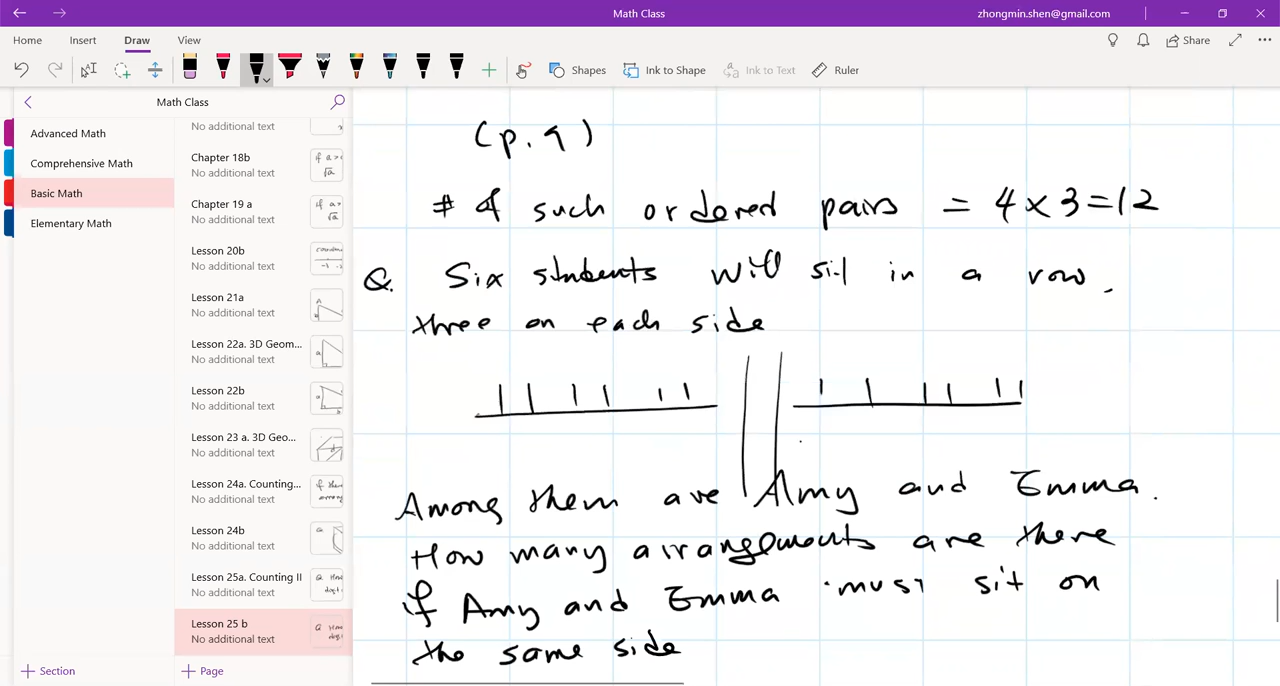 Math Class
zhongmin.shen@gmail.com
Home
Insert
Draw
View
Share
Shapes
Ink to Shape
Ink to Text
Ruler
Math Class
Advanced Math
Comprehensive Math
Basic Math
Elementary Math
No additional text
Chapter 18b
No additional text
Chapter 19 a
No additional text
Lesson 20b
No additional text
Lesson 21a
No additional text
Lesson 22a. 3D Geom...
No additional text
Lesson 22b
No additional text
Lesson 23 a. 3D Geo...
No additional text
Lesson 24a. Counting...
No additional text
Lesson 24b
No additional text
Lesson 25a. Counting II
No additional text
Lesson 25 b
No additional text
Section
Page
(p. 9)
# of such ordered pairs = 4 × 3 = 12
Q. Six students will sit in a row,
three on each side
Among them are Amy and Emma.
How many arrangements are there
if Amy and Emma must sit on
the same side